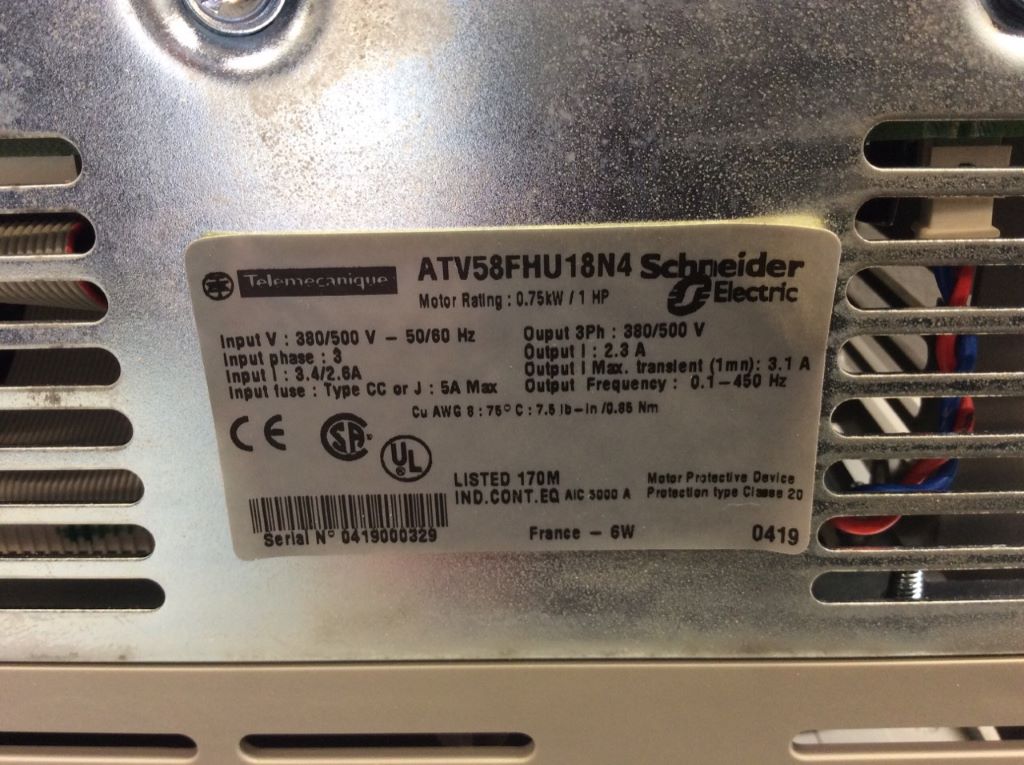 Telemecanique
ATV58FHU18N4
Schneider
Electric
Motor Rating : 0.75kW / 1 HP
Input V : 380/500 V – 50/60 Hz
Input phase : 3
Input I : 3.4/2.6A
Input fuse : Type CC or J : 5A Max
Ouput 3Ph : 380/500 V
Output I : 2.3 A
Output I Max. transient (1mn) : 3.1 A
Output Frequency : 0.1–450 Hz
Cu AWG 8 : 75° C : 7.5 lb–in /0.85 Nm
CE
SA
UL
LISTED 170M
IND.CONT.EQ AIC 5000 A
Motor Protective Device
Protection type Classe 20
Serial N° 0419000329
France – 6W
0419